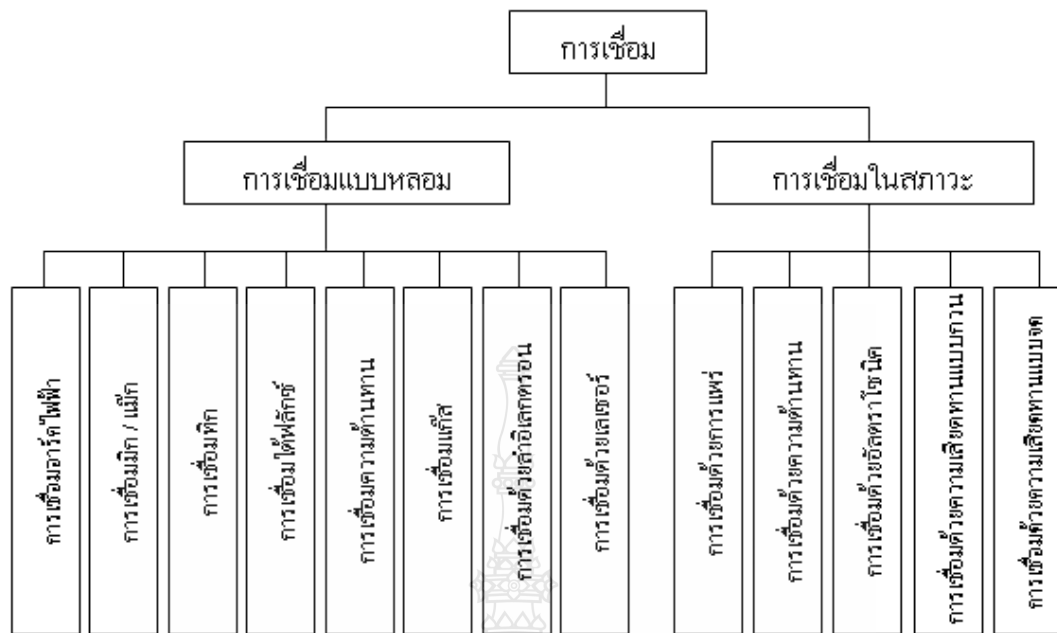 การเชื่อม
การเชื่อมแบบหลอม
การเชื่อมในสภาวะ
การเชื่อมอาร์คไฟฟ้า
การเชื่อมมิก / แม๊ก
การเชื่อมทิก
การเชื่อมใต้ฟลักซ์
การเชื่อมความต้านทาน
การเชื่อมแก๊ส
การเชื่อมด้วยลำอิเลกตรอน
การเชื่อมด้วยเลเซอร์
การเชื่อมด้วยการแพร่
การเชื่อมด้วยความต้านทาน
การเชื่อมด้วยอัลตราโซนิค
การเชื่อมด้วยความเสียดทานแบบกวน
การเชื่อมด้วยความเสียดทานแบบจุด